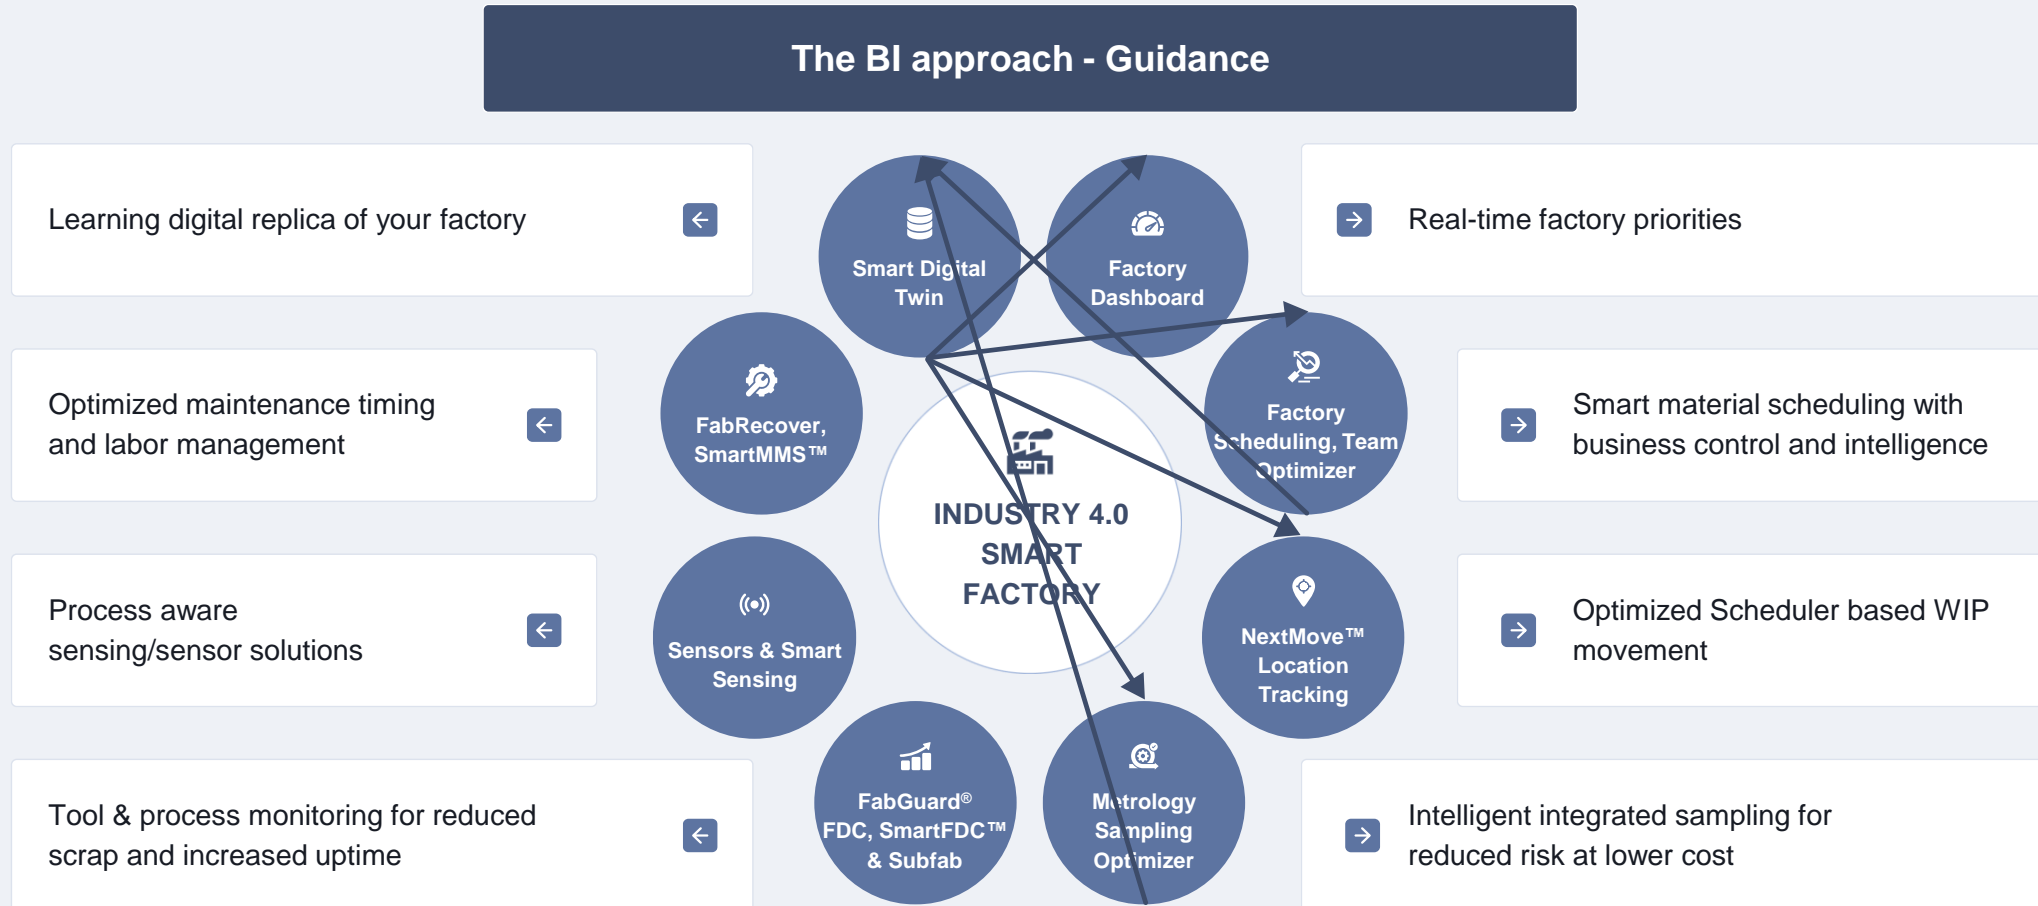 The BI approach - Guidance
Learning digital replica of your factory
Smart Digital
Twin
Factory
Dashboard
Real-time factory priorities
Optimized maintenance timing
and labor management
FabRecover,
SmartMMS™
Factory
Scheduling, Team
Optimizer
Smart material scheduling with
business control and intelligence
INDUSTRY 4.0
SMART
FACTORY
Process aware
sensing/sensor solutions
Sensors & Smart
Sensing
NextMove™
Location
Tracking
Optimized Scheduler based WIP
movement
Tool & process monitoring for reduced
scrap and increased uptime
FabGuard®
FDC, SmartFDC™
& Subfab
Metrology
Sampling
Optimizer
Intelligent integrated sampling for
reduced risk at lower cost